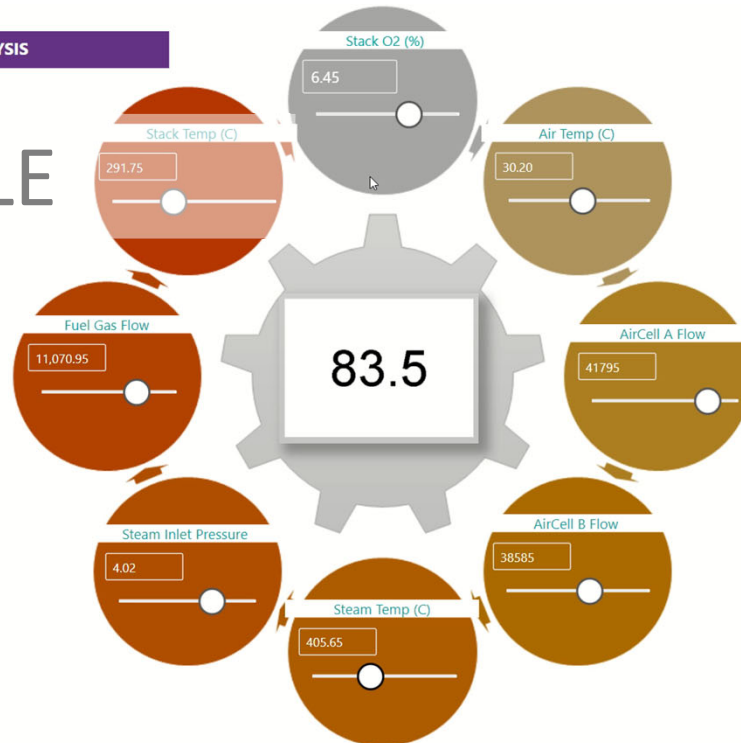 YSIS
LE
Stack O2 (%)
6.45
Air Temp (C)
30.20
AirCell A Flow
41795
AirCell B Flow
38585
Steam Temp (C)
405.65
Steam Inlet Pressure
4.02
Fuel Gas Flow
11,070.95
Stack Temp (C)
291.75
83.5